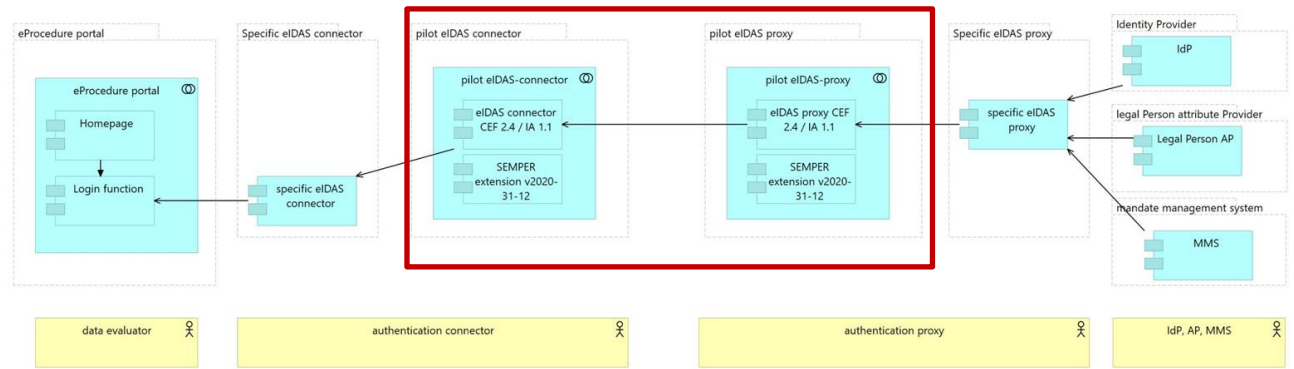 eProcedure portal
eProcedure portal
Homepage
Login function
Specific eIDAS connector
specific eIDAS
connector
pilot eIDAS connector
pilot eIDAS-connector
eIDAS connector
CEF 2.4 / IA 1.1
SEMPER
extension v2020-
31-12
pilot eIDAS proxy
pilot eIDAS-proxy
eIDAS proxy CEF
2.4 / IA 1.1
SEMPER
extension v2020-
31-12
Specific eIDAS proxy
specific eIDAS
proxy
Identity Provider
IdP
legal Person attribute Provider
Legal Person AP
mandate management system
MMS
data evaluator
authentication connector
authentication proxy
IdP, AP, MMS